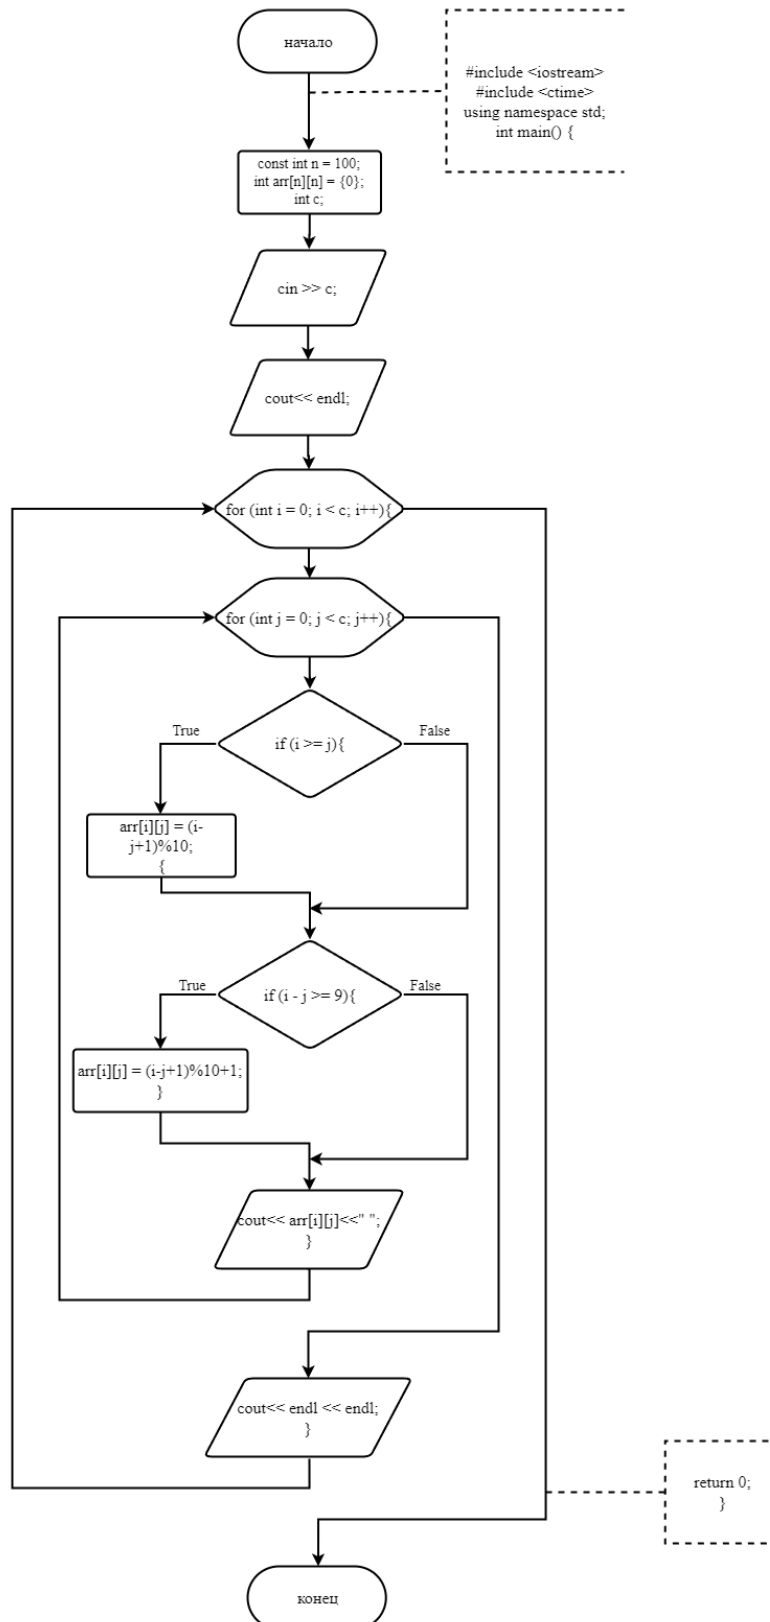 начало
#include <iostream>
#include <ctime>
using namespace std;
int main() {
const int n = 100;
int arr[n][n] = {0};
int c;
cin >> c;
cout<< endl;
for (int i = 0; i < c; i++){
for (int j = 0; j < c; j++){
True
False
if (i >= j){
arr[i][j] = (i-
j+1)%10;
{
True
False
if (i - j >= 9){
arr[i][j] = (i-j+1)%10+1;
}
cout<< arr[i][j]<<" ";
}
cout<< endl << endl;
}
return 0;
}
конец